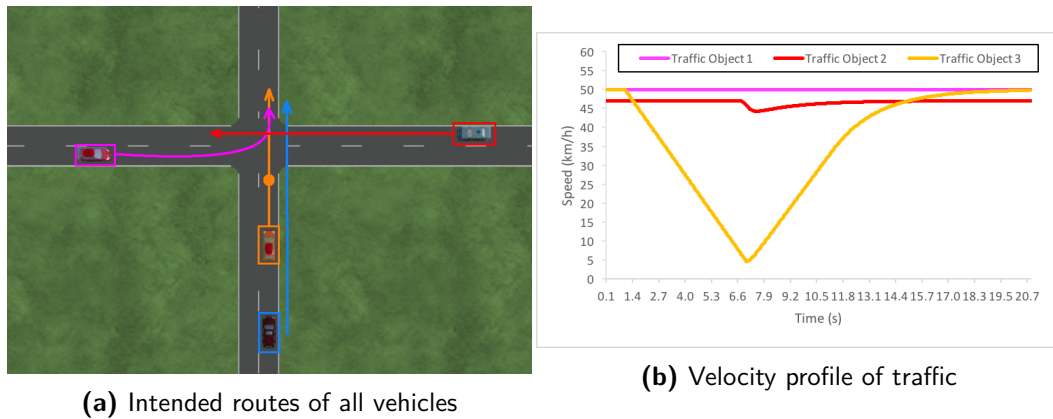 60
55
50
45
40
35
30
25
20
15
10
5
0
Speed (km/h)
Traffic Object 1 Traffic Object 2 Traffic Object 3
0.1 1.4 2.7 4.0 5.3 6.6 7.9 9.2 10.5 11.8 13.1 14.4 15.7 17.0 18.3 19.5 20.7
Time (s)
(a) Intended routes of all vehicles
(b) Velocity profile of traffic